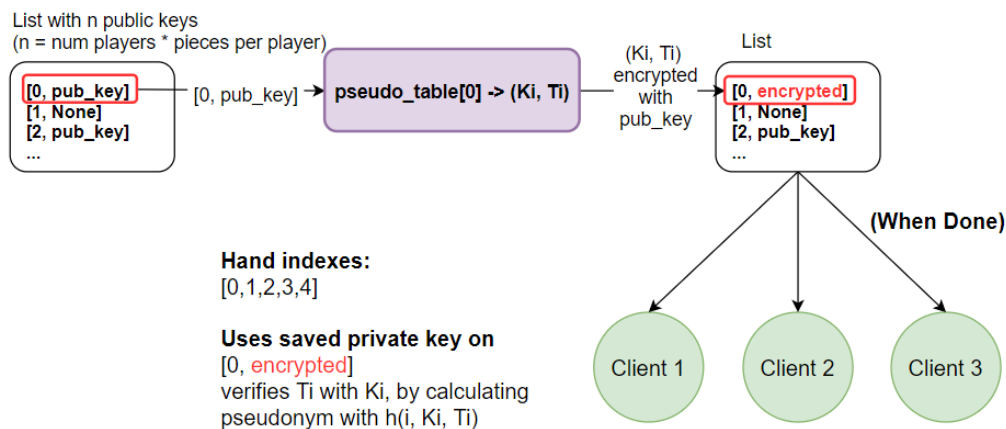 List with n public keys
(n = num players * pieces per player)
[0, pub_key]
[1, None]
[2, pub_key]
...
[0, pub_key]
pseudo_table[0] -> (Ki, Ti)
(Ki, Ti)
encrypted
with
pub_key
List
[0, encrypted]
[1, None]
[2, pub_key]
...
(When Done)
Hand indexes:
[0,1,2,3,4]
Uses saved private key on
[0, encrypted]
verifies Ti with Ki, by calculating
pseudonym with h(i, Ki, Ti)
Client 1
Client 2
Client 3